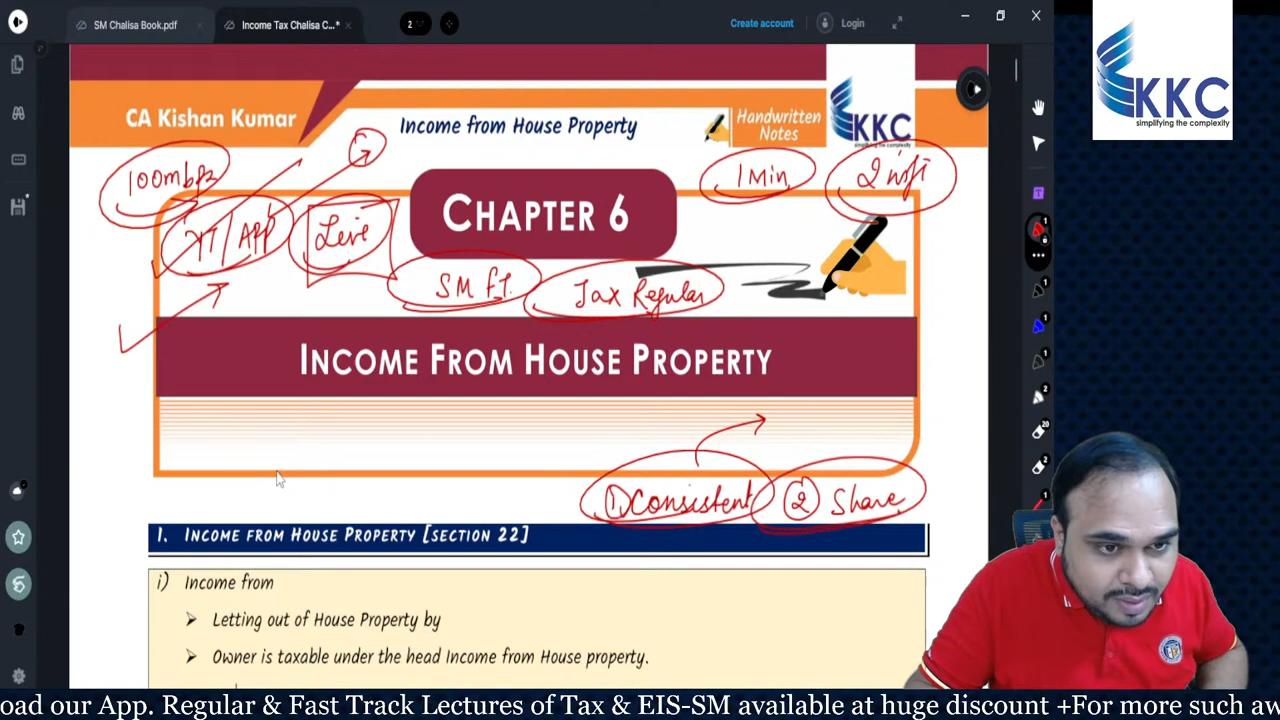 SM Chalisa Book.pdf
Income Tax Chalisa C...*
2
Create account
Login
CA Kishan Kumar
Income from House Property
Handwritten
Notes
KKC
simplifying the complexity
KKC
simplifying the complexity
100mbps
YT/APP
Live
1 Min
CHAPTER 6
SM FT.
Tax Regular
INCOME FROM HOUSE PROPERTY
① Consistent
② Share
1. INCOME FROM HOUSE PROPERTY [SECTION 22]
i) Income from
➢ Letting out of House Property by
➢ Owner is taxable under the head Income from House property.
oad our App. Regular & Fast Track Lectures of Tax & EIS-SM available at huge discount +For more such aw